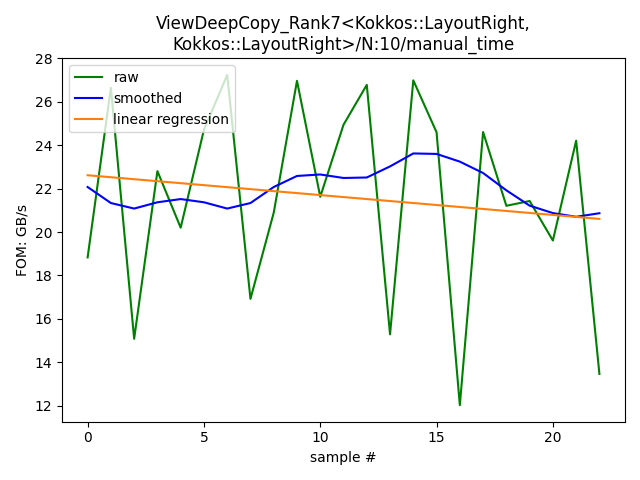 ViewDeepCopy_Rank7<Kokkos::LayoutRight,
Kokkos::LayoutRight>/N:10/manual_time
raw
smoothed
linear regression
FOM: GB/s
28
26
24
22
20
18
16
14
12
0
5
10
15
20
sample #